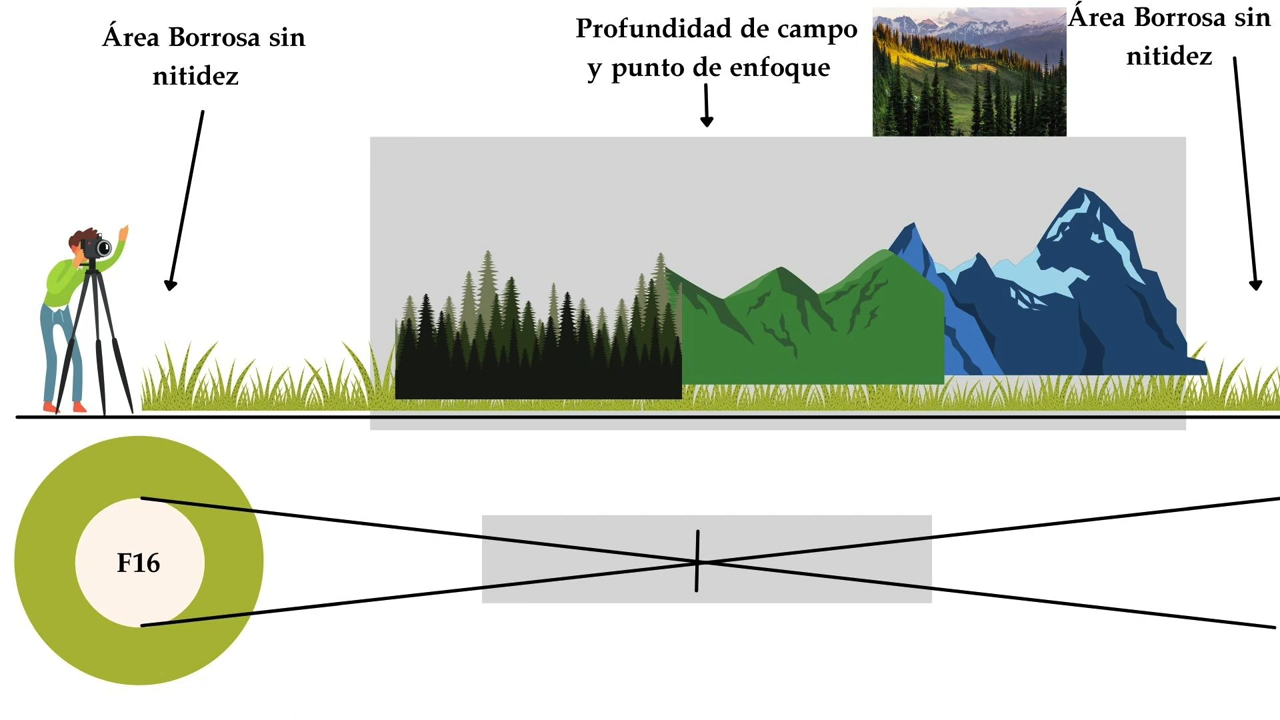 Área Borrosa sin
nitidez
Profundidad de campo
y punto de enfoque
Área Borrosa sin
nitidez
F16